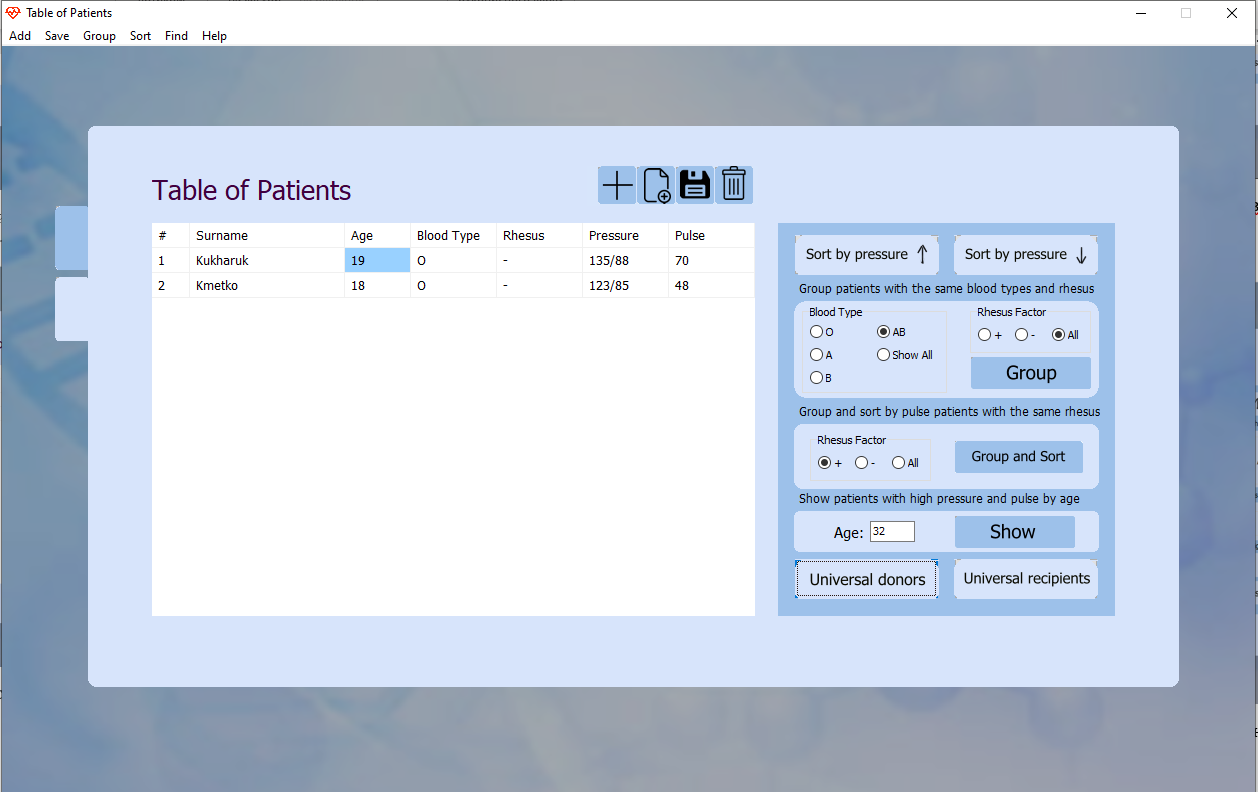 Table of Patients
Add Save Group Sort Find Help
Table of Patients
# Surname Age Blood Type Rhesus Pressure Pulse
1 Kukharuk 19 O - 135/88 70
2 Kmetko 18 O - 123/85 48
Sort by pressure ↑ Sort by pressure ↓
Group patients with the same blood types and rhesus
Blood Type Rhesus Factor
O AB + - All
A Show All
B Group
Group and sort by pulse patients with the same rhesus
Rhesus Factor
+ - All Group and Sort
Show patients with high pressure and pulse by age
Age: 32 Show
Universal donors Universal recipients